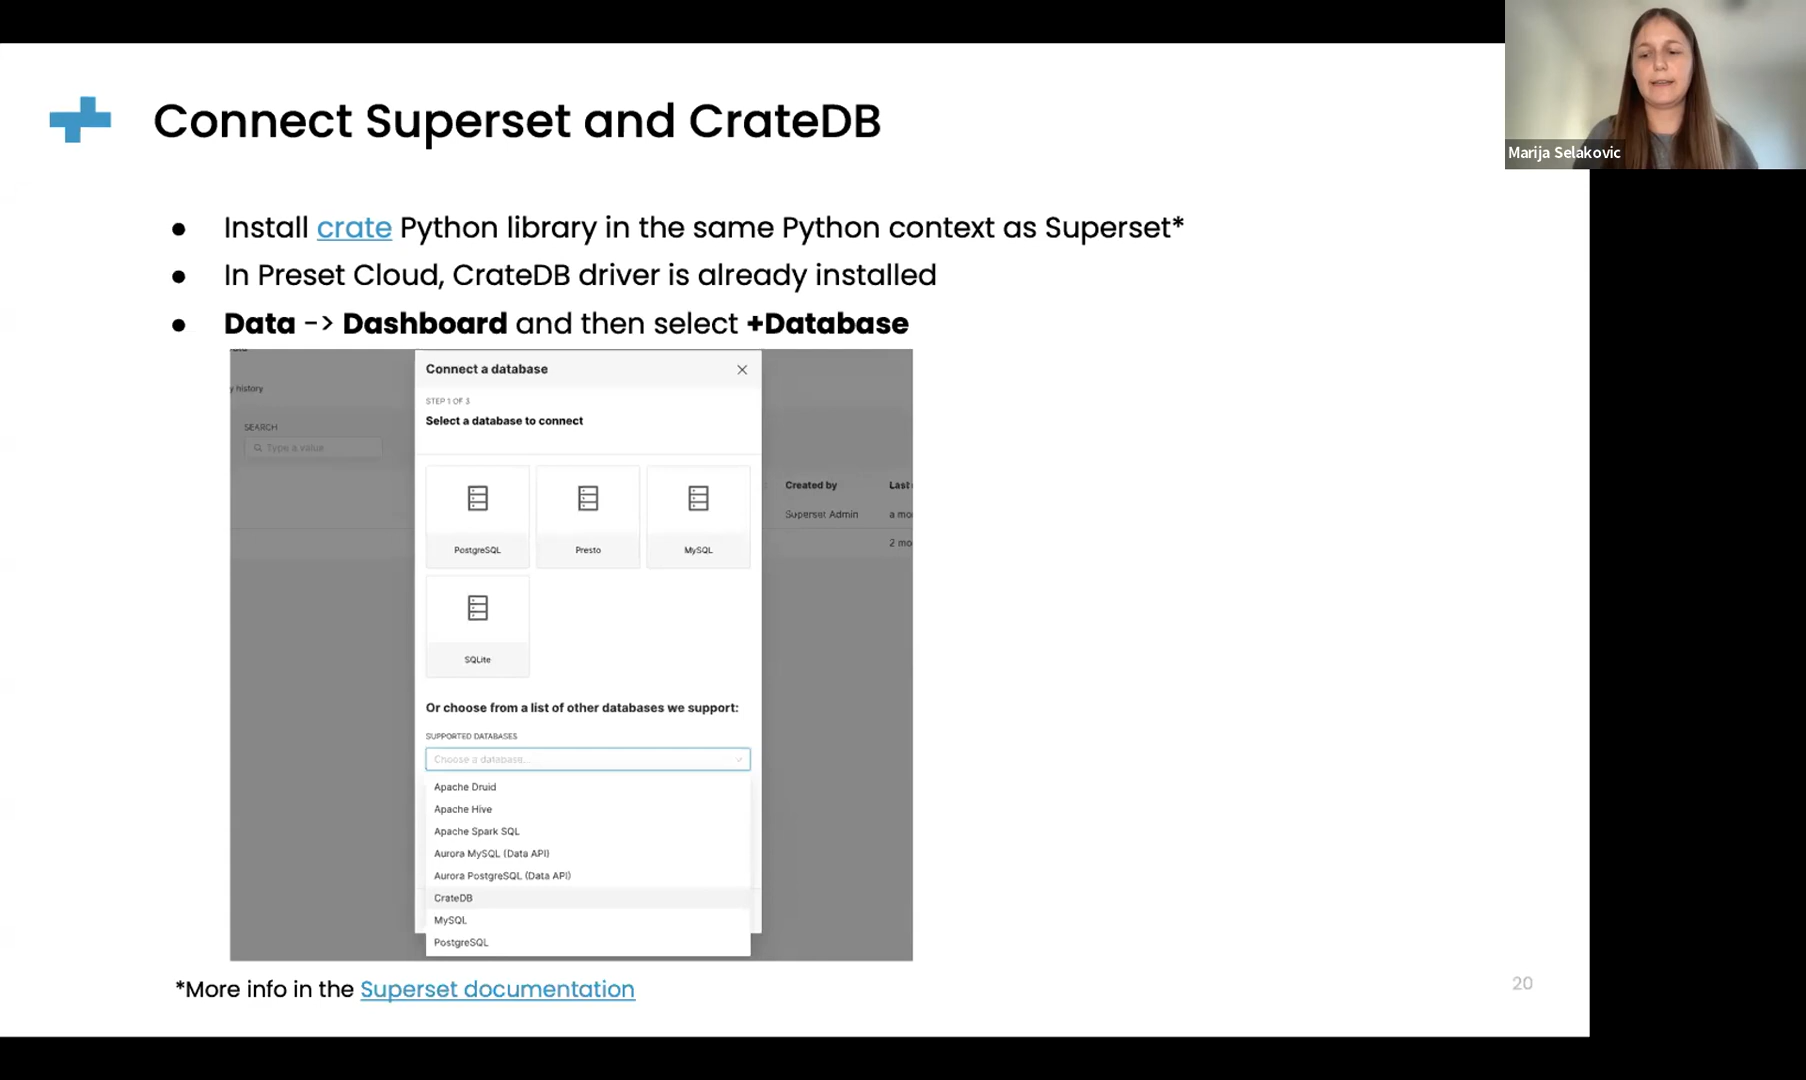 Connect Superset and CrateDB
Marija Selakovic
● Install crate Python library in the same Python context as Superset*
● In Preset Cloud, CrateDB driver is already installed
● Data -> Dashboard and then select +Database
Connect a database
y history
STEP 1 OF 3
Select a database to connect
SEARCH
Type a value
Created by
Last
Superset Admin
a mo
2 mo
PostgreSQL
Presto
MySQL
SQLite
Or choose from a list of other databases we support:
SUPPORTED DATABASES
Choose a database...
Apache Druid
Apache Hive
Apache Spark SQL
Aurora MySQL (Data API)
Aurora PostgreSQL (Data API)
CrateDB
MySQL
PostgreSQL
*More info in the Superset documentation
20